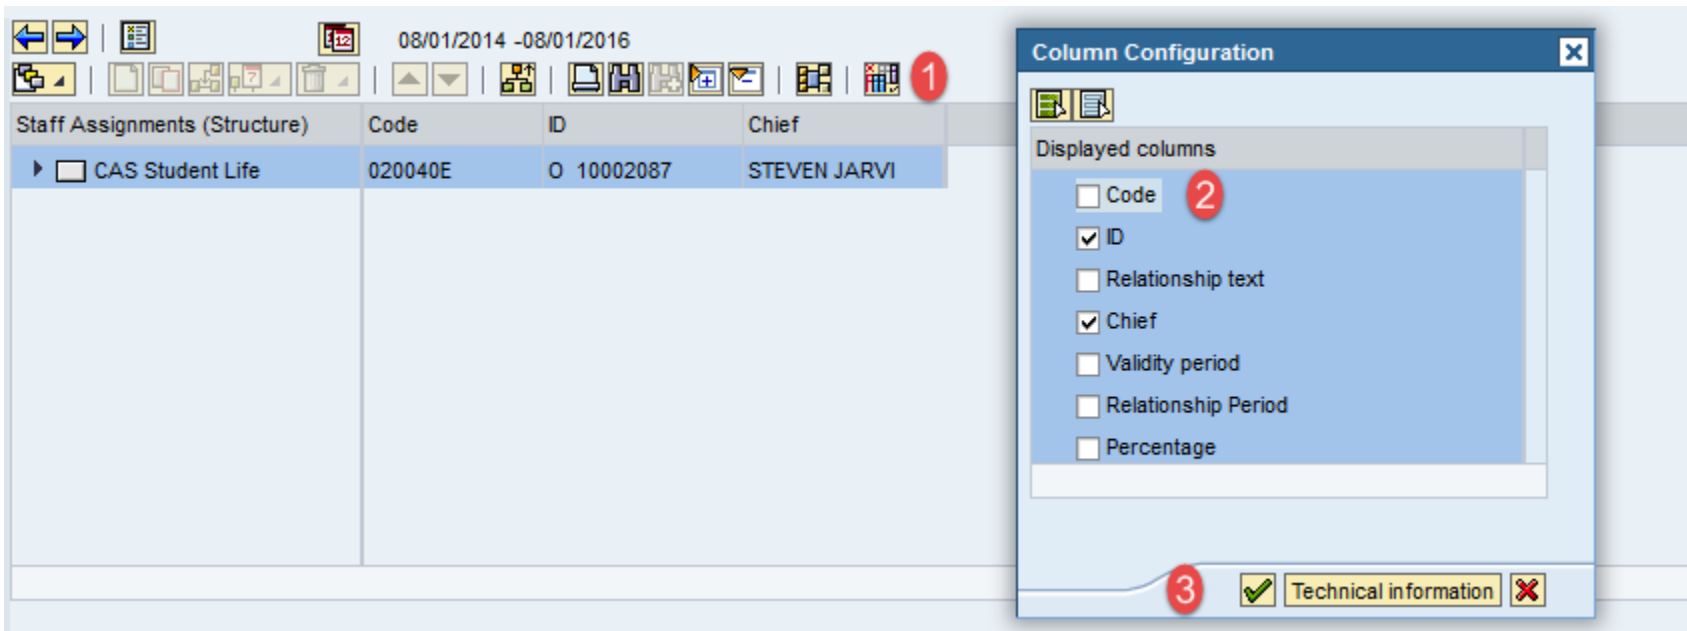 08/01/2014 -08/01/2016
1
Staff Assignments (Structure) Code ID Chief
CAS Student Life 020040E O 10002087 STEVEN JARVI
Column Configuration
Displayed columns
Code 2
ID
Relationship text
Chief
Validity period
Relationship Period
Percentage
3 Technical information